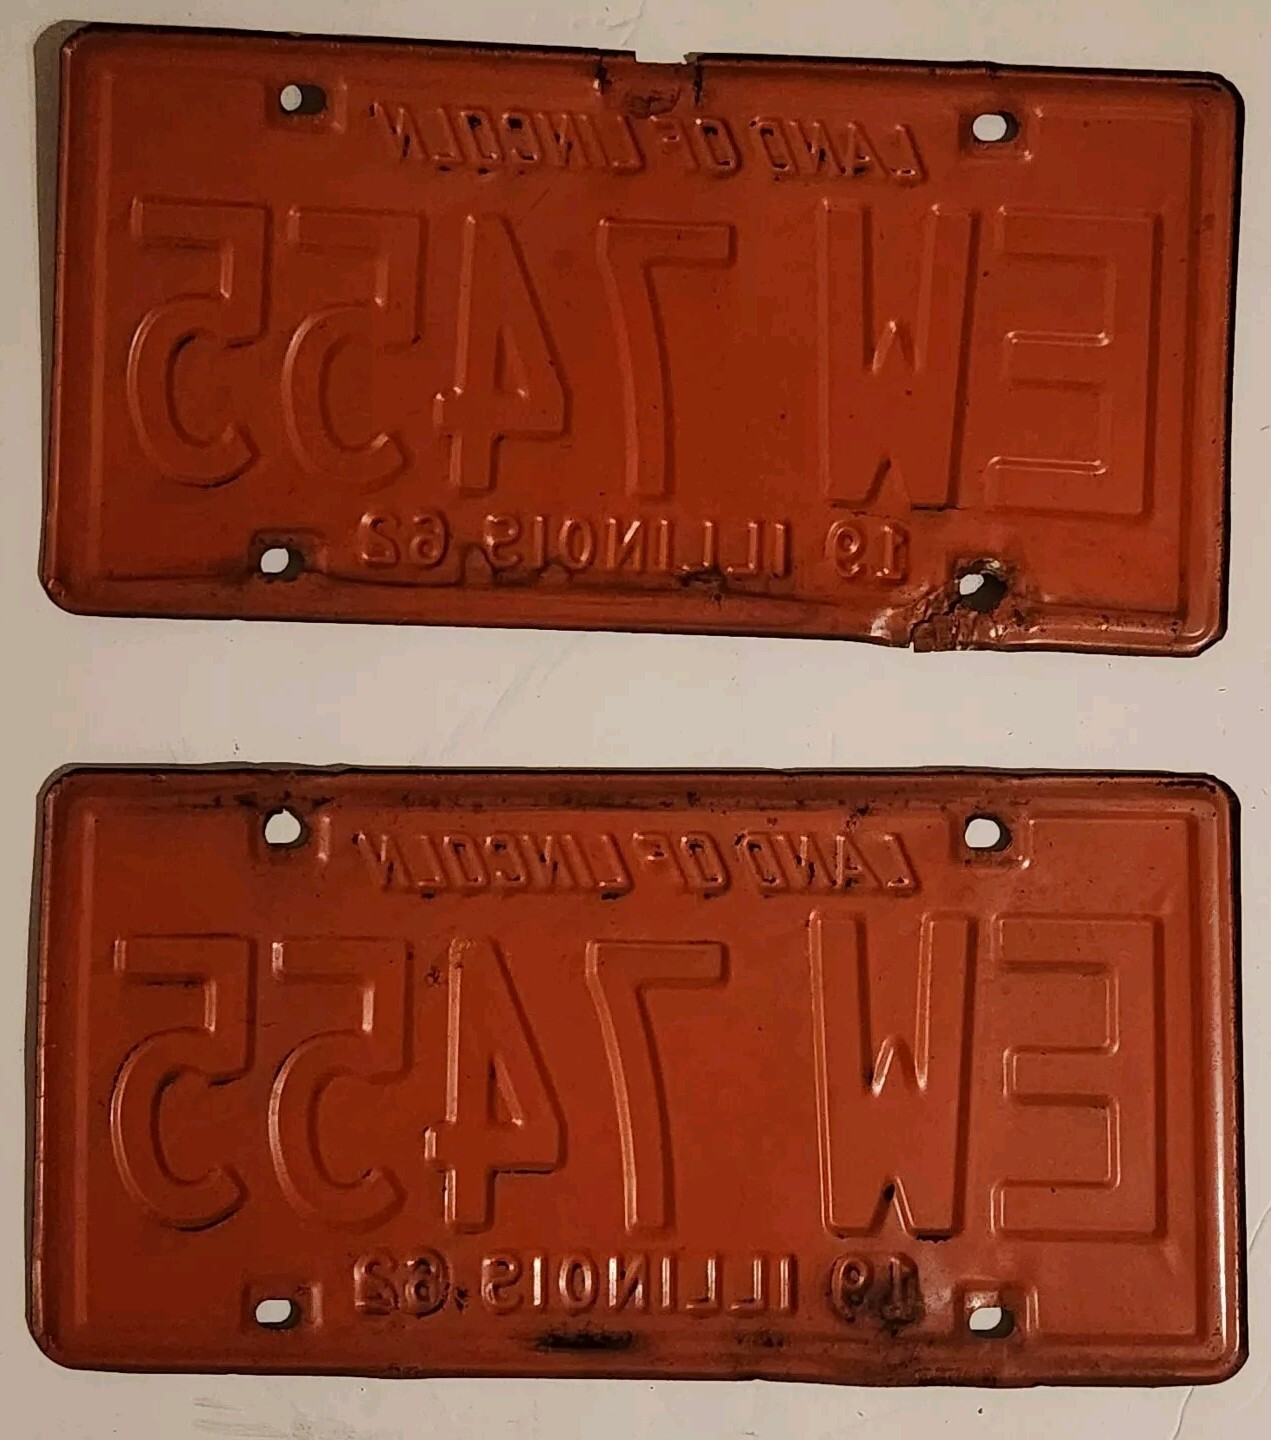 LAND OF LINCOLN
EW 7455
19 ILLINOIS 62
LAND OF LINCOLN
EW 7455
19 ILLINOIS 62